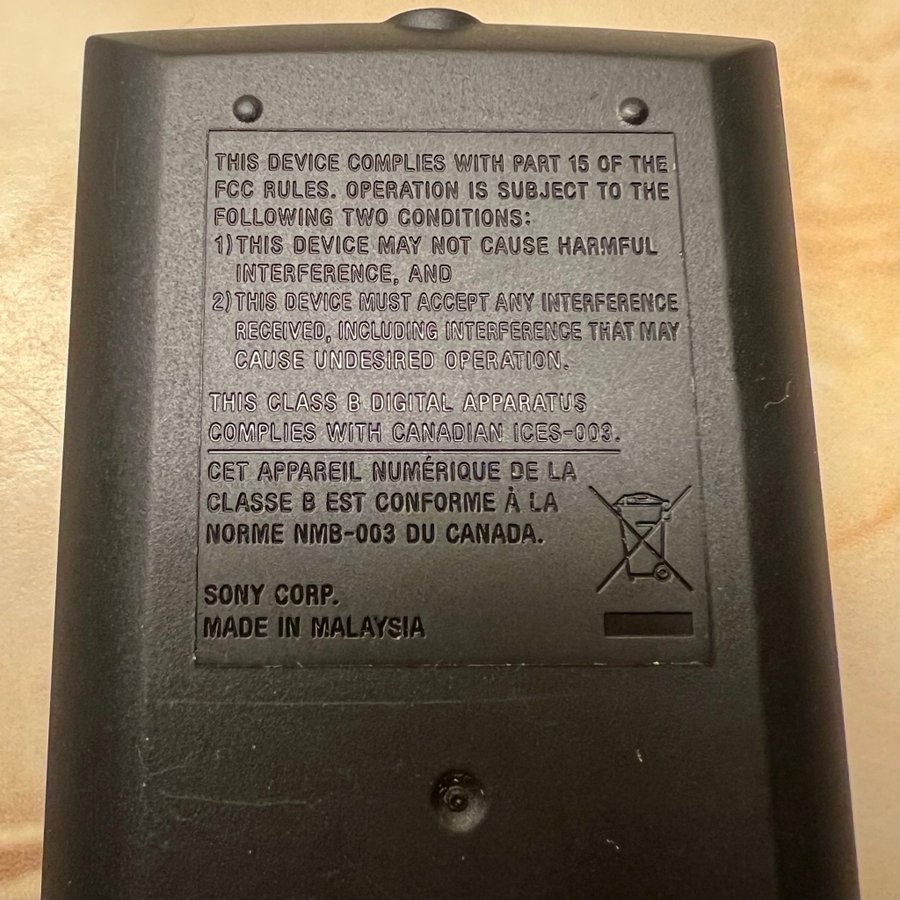 THIS DEVICE COMPLIES WITH PART 15 OF THE
FCC RULES. OPERATION IS SUBJECT TO THE
FOLLOWING TWO CONDITIONS:
1) THIS DEVICE MAY NOT CAUSE HARMFUL
INTERFERENCE, AND
2) THIS DEVICE MUST ACCEPT ANY INTERFERENCE
RECEIVED, INCLUDING INTERFERENCE THAT MAY
CAUSE UNDESIRED OPERATION.
THIS CLASS B DIGITAL APPARATUS
COMPLIES WITH CANADIAN ICES-003.
CET APPAREIL NUMÉRIQUE DE LA
CLASSE B EST CONFORME À LA
NORME NMB-003 DU CANADA.
SONY CORP.
MADE IN MALAYSIA